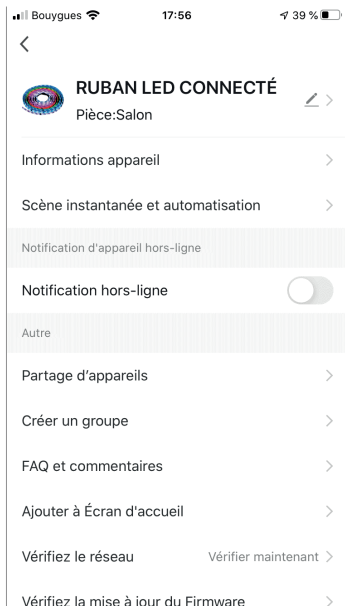 Bouygues 17:56 39 %
RUBAN LED CONNECTÉ
Pièce:Salon
Informations appareil
Scène instantanée et automatisation
Notification d'appareil hors-ligne
Notification hors-ligne
Autre
Partage d’appareils
Créer un groupe
FAQ et commentaires
Ajouter à Écran d'accueil
Vérifiez le réseau Vérifier maintenant
Vérifiez la mise à jour du Firmware